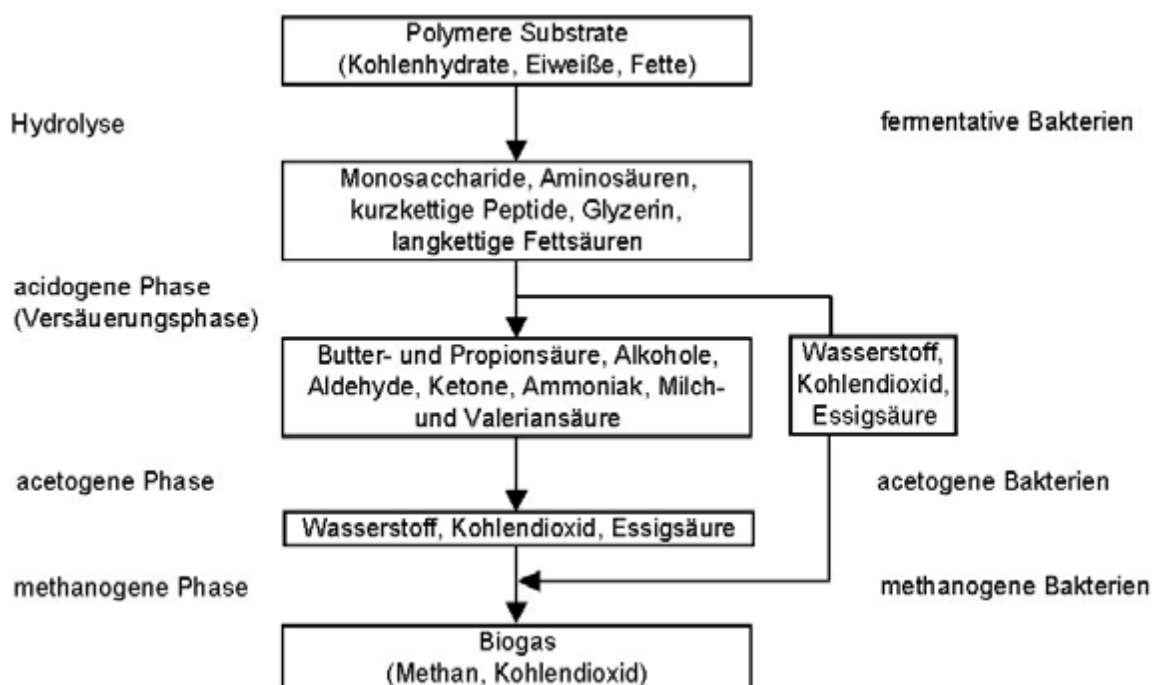 Polymere Substrate
(Kohlenhydrate, Eiweiße, Fette)
Hydrolyse
fermentative Bakterien
Monosaccharide, Aminosäuren,
kurzkettige Peptide, Glyzerin,
langkettige Fettsäuren
acidogene Phase
(Versäuerungsphase)
Butter- und Propionsäure, Alkohole,
Aldehyde, Ketone, Ammoniak, Milch-
und Valeriansäure
Wasserstoff,
Kohlendioxid,
Essigsäure
acetogene Phase
acetogene Bakterien
Wasserstoff, Kohlendioxid, Essigsäure
methanogene Phase
methanogene Bakterien
Biogas
(Methan, Kohlendioxid)